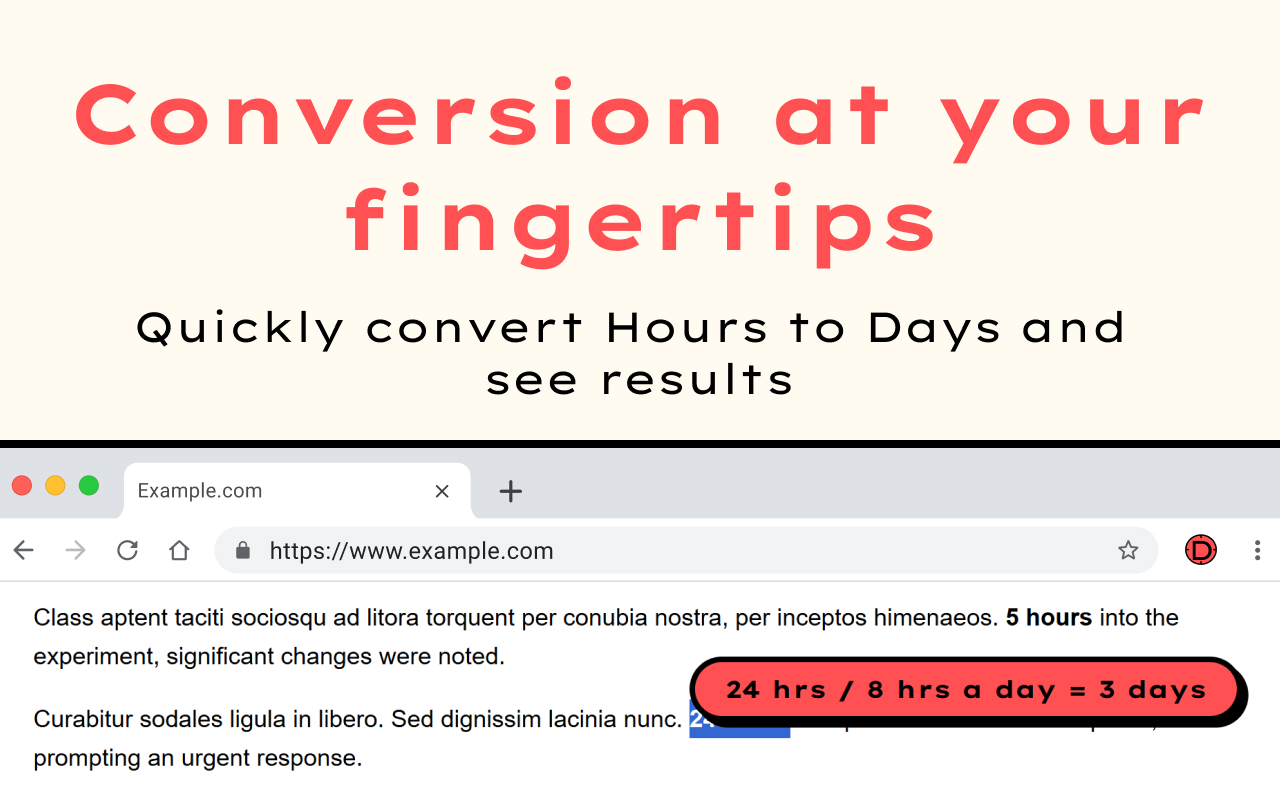 Conversion at your
fingertips
Quickly convert Hours to Days and
see results
Example.com
https://www.example.com
D
Class aptent taciti sociosqu ad litora torquent per conubia nostra, per inceptos himenaeos. 5 hours into the
experiment, significant changes were noted.
24 hrs / 8 hrs a day = 3 days
Curabitur sodales ligula in libero. Sed dignissim lacinia nunc.
prompting an urgent response.